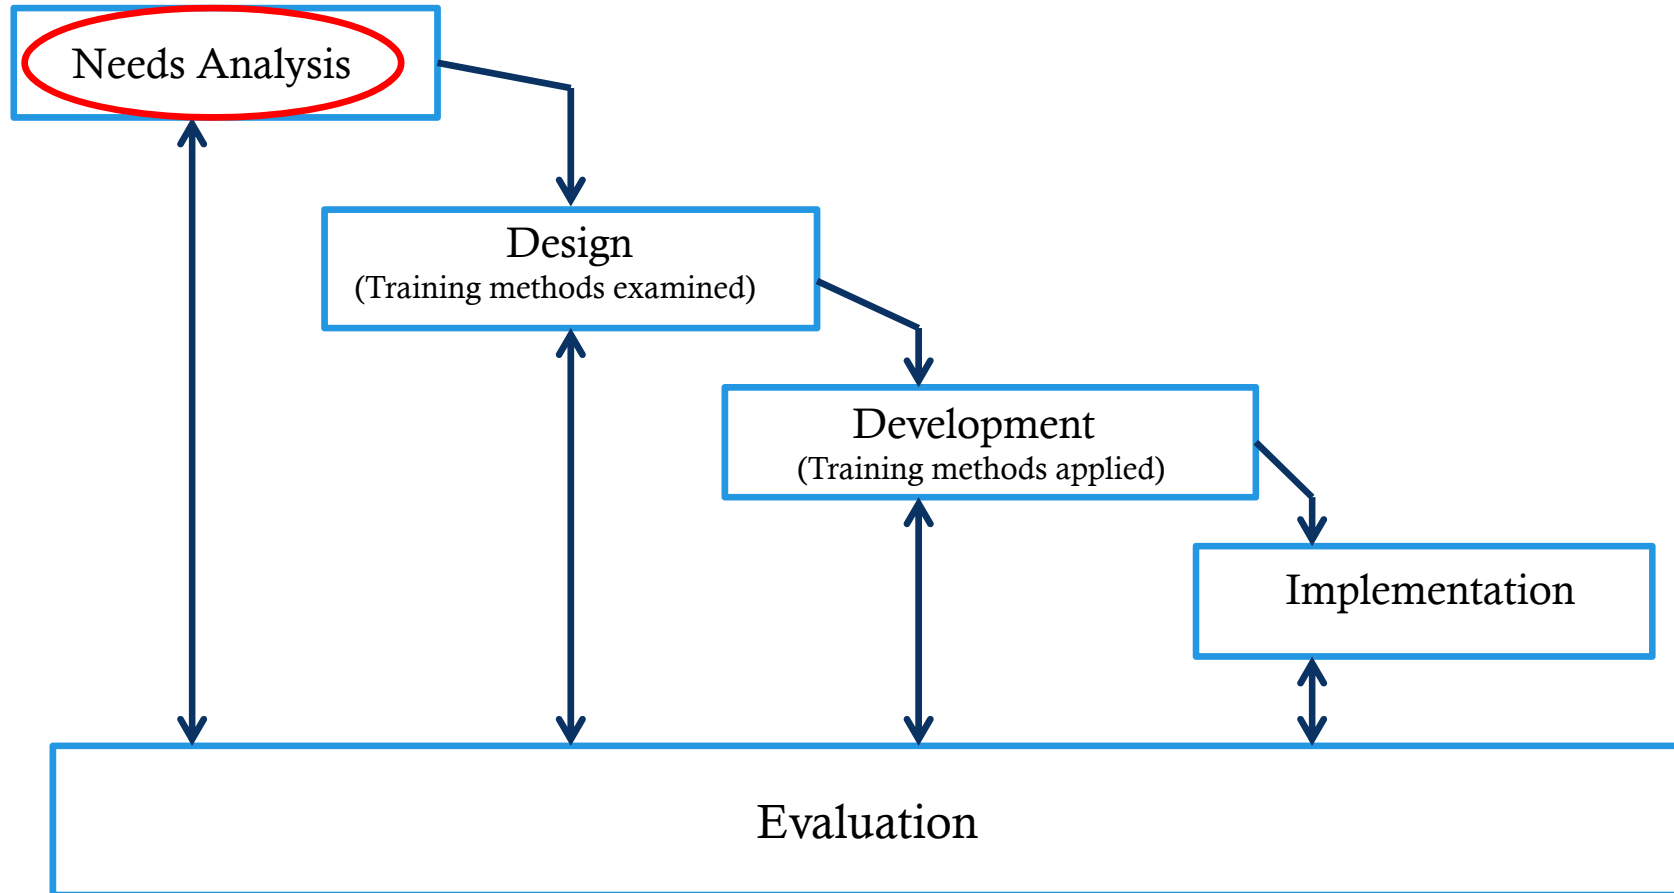 Needs Analysis
Design
(Training methods examined)
Development
(Training methods applied)
Implementation
Evaluation